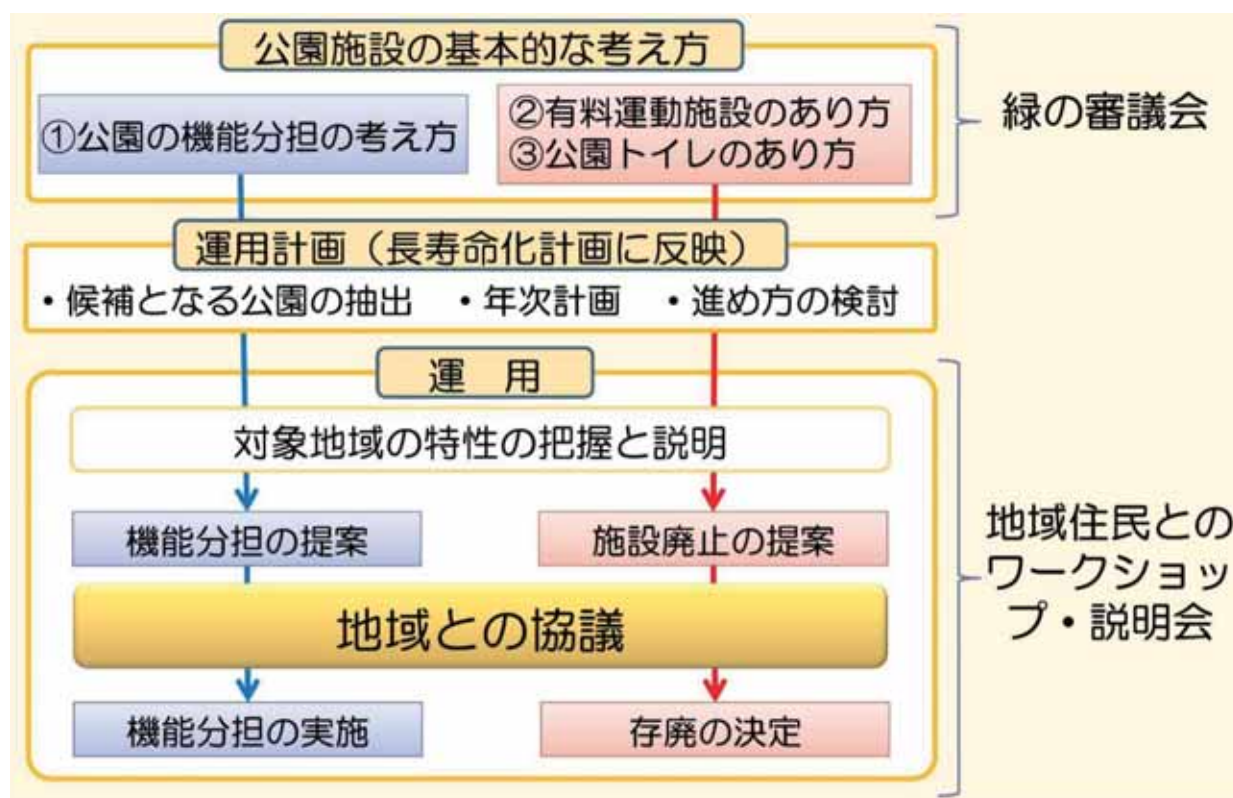 公園施設の基本的な考え方
①公園の機能分担の考え方
②有料運動施設のあり方
③公園トイレのあり方
緑の審議会
運用計画（長寿命化計画に反映）
・候補となる公園の抽出　・年次計画　・進め方の検討
運　用
対象地域の特性の把握と説明
機能分担の提案
施設廃止の提案
地域との協議
機能分担の実施
存廃の決定
地域住民との
ワークショッ
プ・説明会